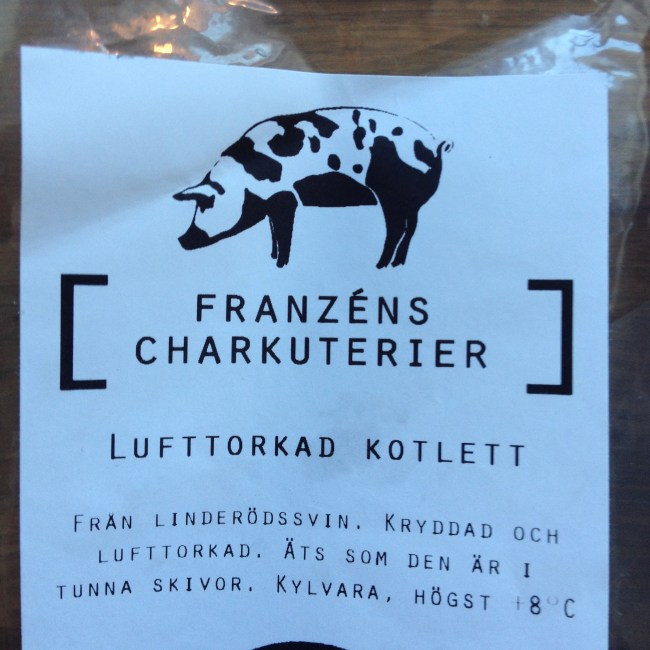 FRANZÉNS
CHARKUTERIER
LUFTTORKAD KOTLETT
FRÅN LINDERÖDSSVIN. KRYDDAD OCH
LUFTTORKAD. ÄTS SOM DEN ÄR I
TUNNA SKIVOR. KYLVARA, HÖGST +8°C